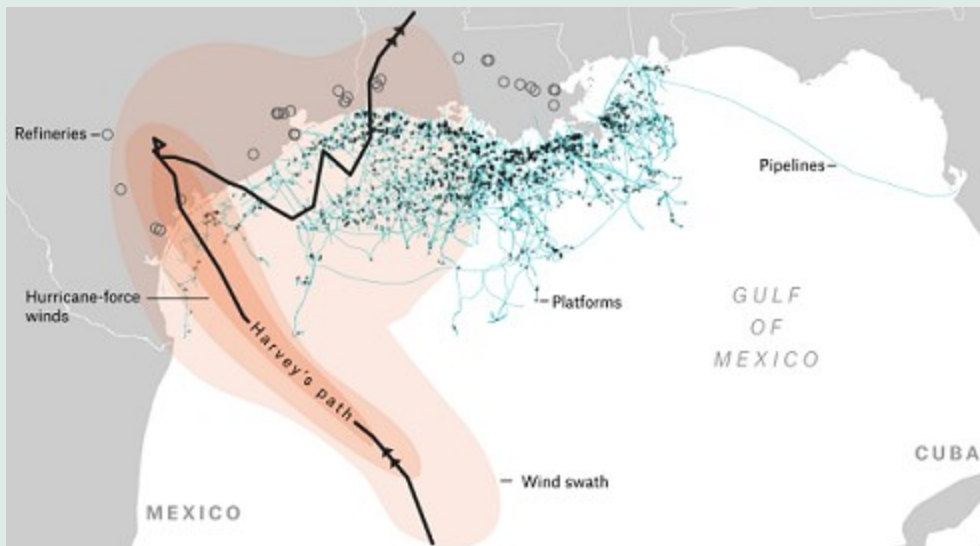 Refineries
Pipelines
Hurricane-force
winds
Platforms
GULF
OF
MEXICO
Harvey's path
CUBA
Wind swath
MEXICO